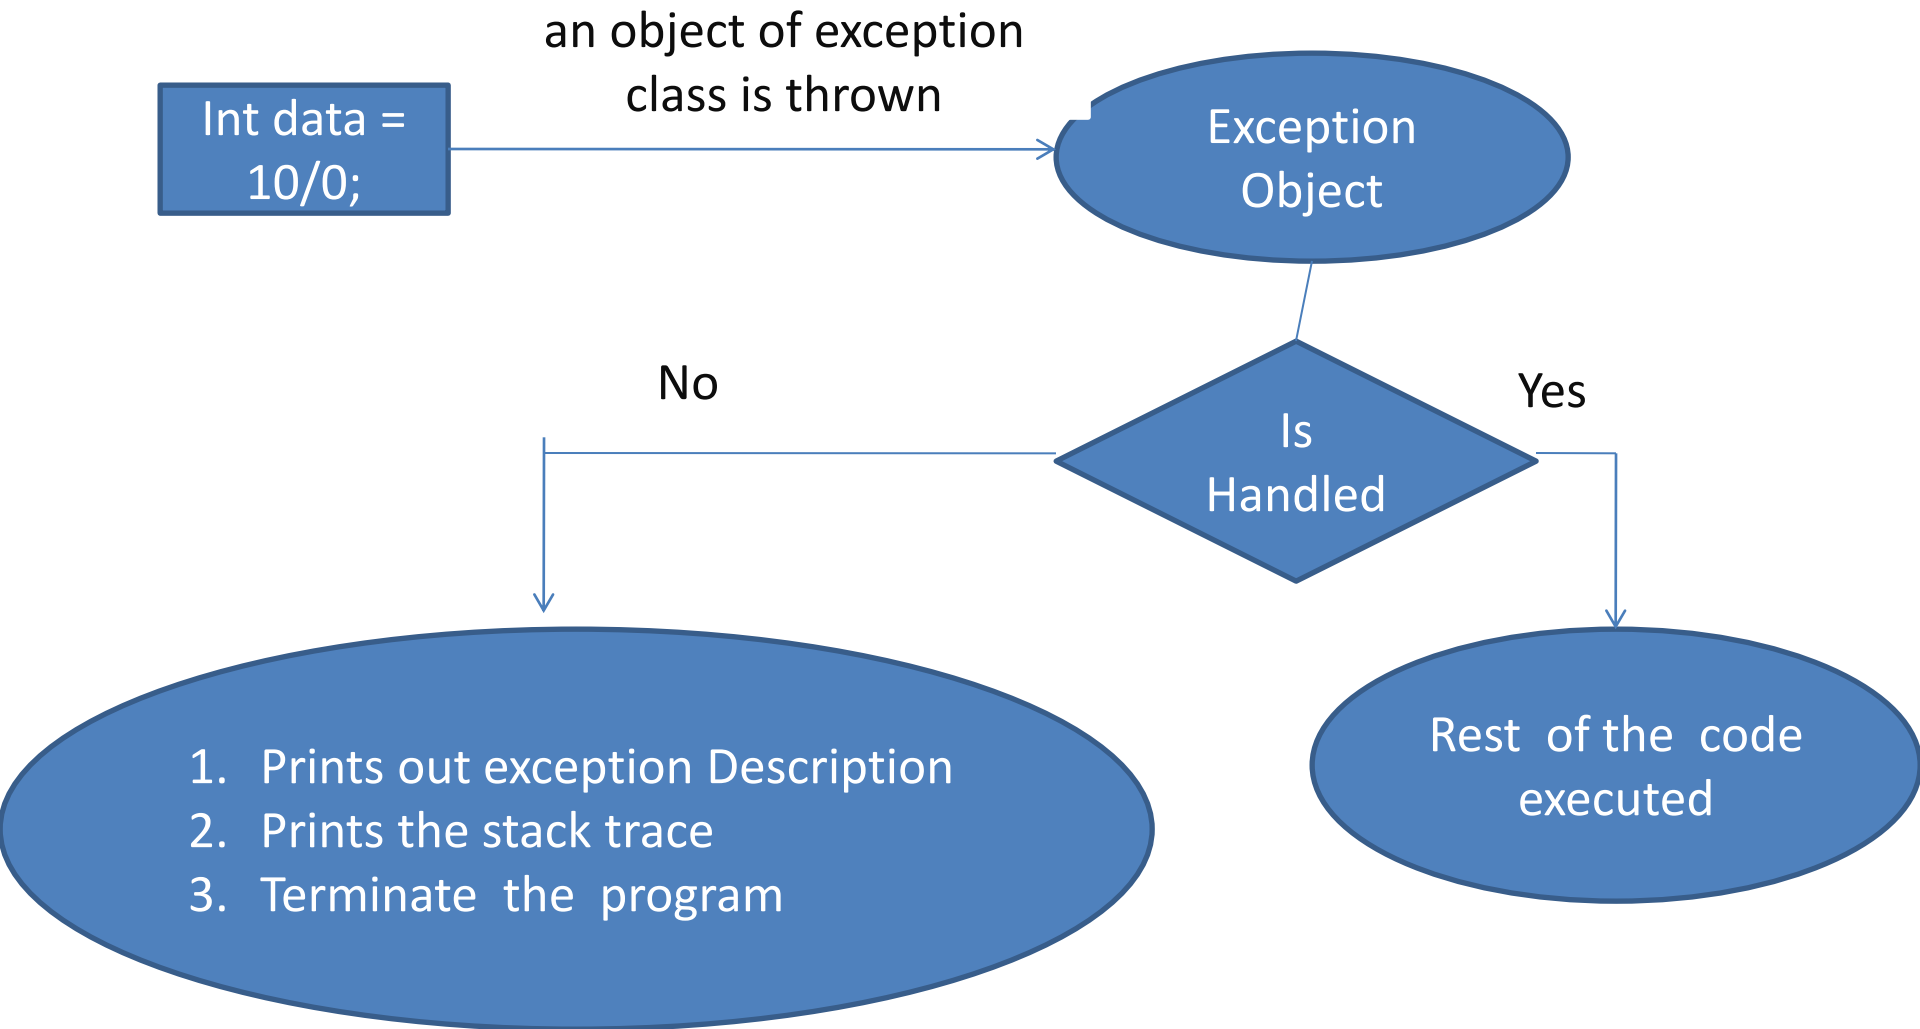 an object of exception
class is thrown
Int data =
10/0;
Exception
Object
No
Yes
Is
Handled
1. Prints out exception Description
2. Prints the stack trace
3. Terminate the program
Rest of the code
executed